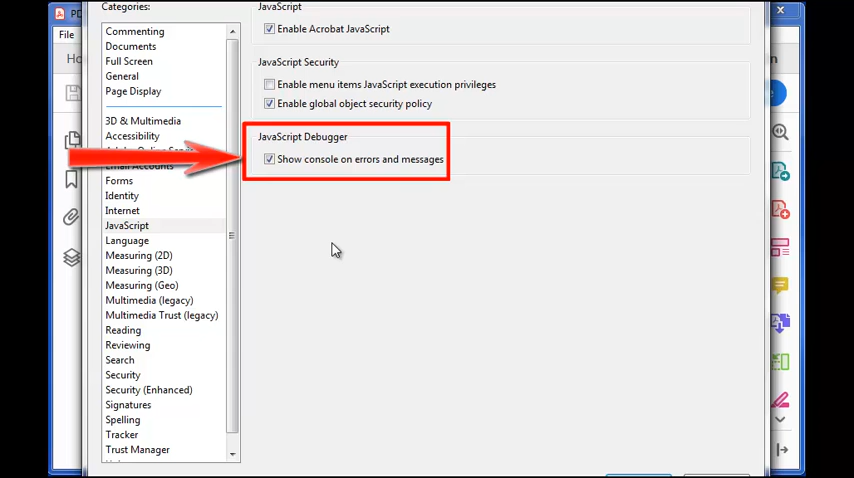 Categories:
Commenting
Documents
Full Screen
General
Page Display
3D & Multimedia
Accessibility
Email Accounts
Forms
Identity
Internet
JavaScript
Language
Measuring (2D)
Measuring (3D)
Measuring (Geo)
Multimedia (legacy)
Multimedia Trust (legacy)
Reading
Reviewing
Search
Security
Security (Enhanced)
Signatures
Spelling
Tracker
Trust Manager
JavaScript
Enable Acrobat JavaScript
JavaScript Security
Enable menu items JavaScript execution privileges
Enable global object security policy
JavaScript Debugger
Show console on errors and messages
File